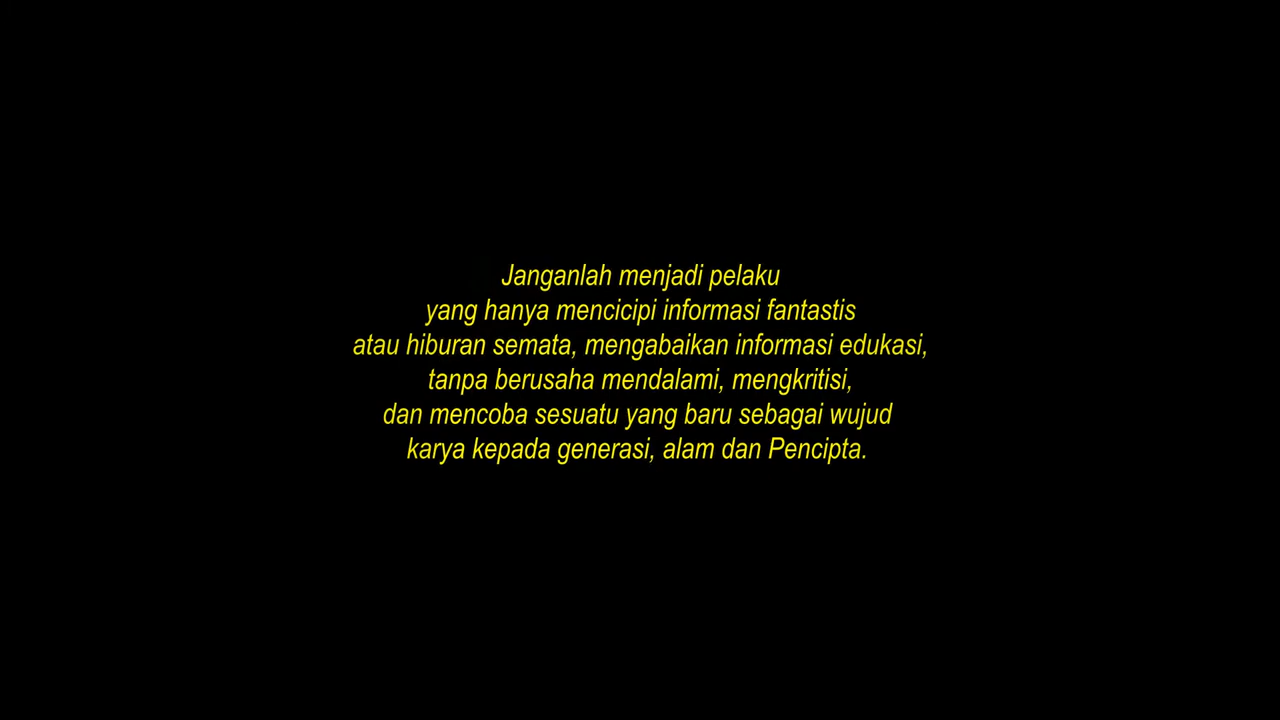 Janganlah menjadi pelaku
yang hanya mencicipi informasi fantastis
atau hiburan semata, mengabaikan informasi edukasi,
tanpa berusaha mendalami, mengkritisi,
dan mencoba sesuatu yang baru sebagai wujud
karya kepada generasi, alam dan Pencipta.